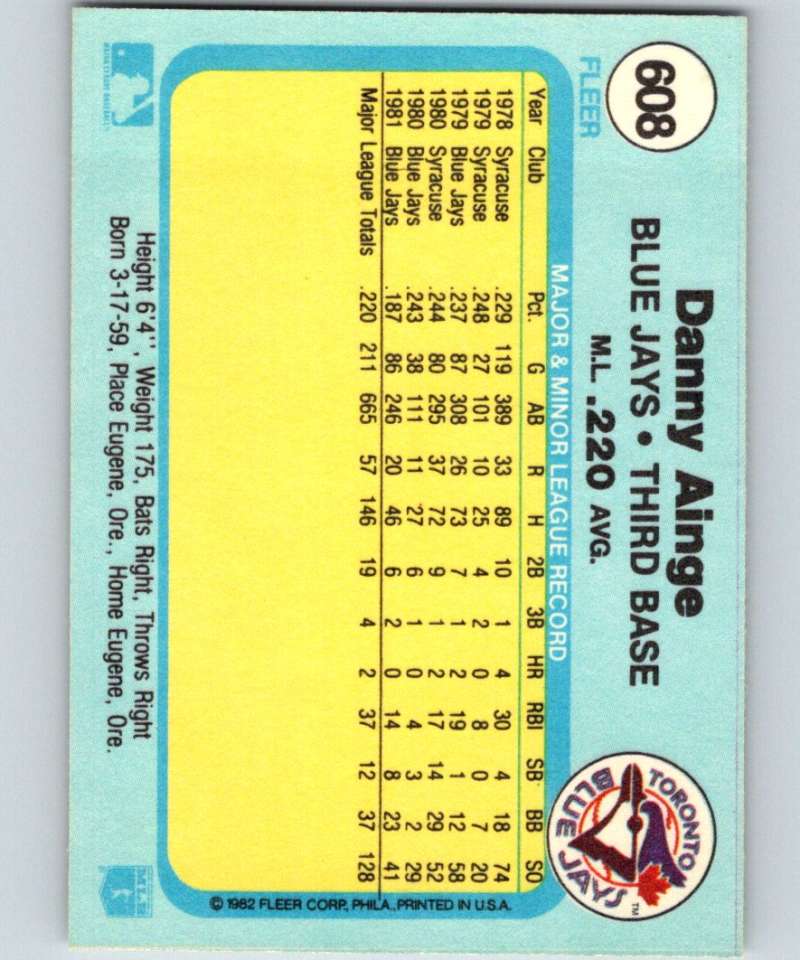 608
FLEER
Danny Ainge
BLUE JAYS • THIRD BASE
M.L. .220 AVG.
TORONTO
BLUE JAYS
TM
MAJOR & MINOR LEAGUE RECORD
Year Club Pct. G AB R H 2B 3B HR RBI SB BB SO
1978 Syracuse .229 119 389 33 89 10 1 4 30 4 18 74
1979 Syracuse .248 27 101 10 25 4 2 0 8 0 7 20
1979 Blue Jays .237 87 308 26 73 7 1 2 19 1 12 58
1980 Syracuse .244 80 295 37 72 9 1 2 17 14 29 52
1980 Blue Jays .243 38 111 11 27 6 1 0 4 3 2 29
1981 Blue Jays .187 86 246 20 46 6 2 0 14 8 23 41
Major League Totals .220 211 665 57 146 19 4 2 37 12 37 128
© 1982 FLEER CORP., PHILA., PRINTED IN U.S.A.
Height 6'4", Weight 175, Bats Right, Throws Right
Born 3-17-59, Place Eugene, Ore., Home Eugene, Ore.